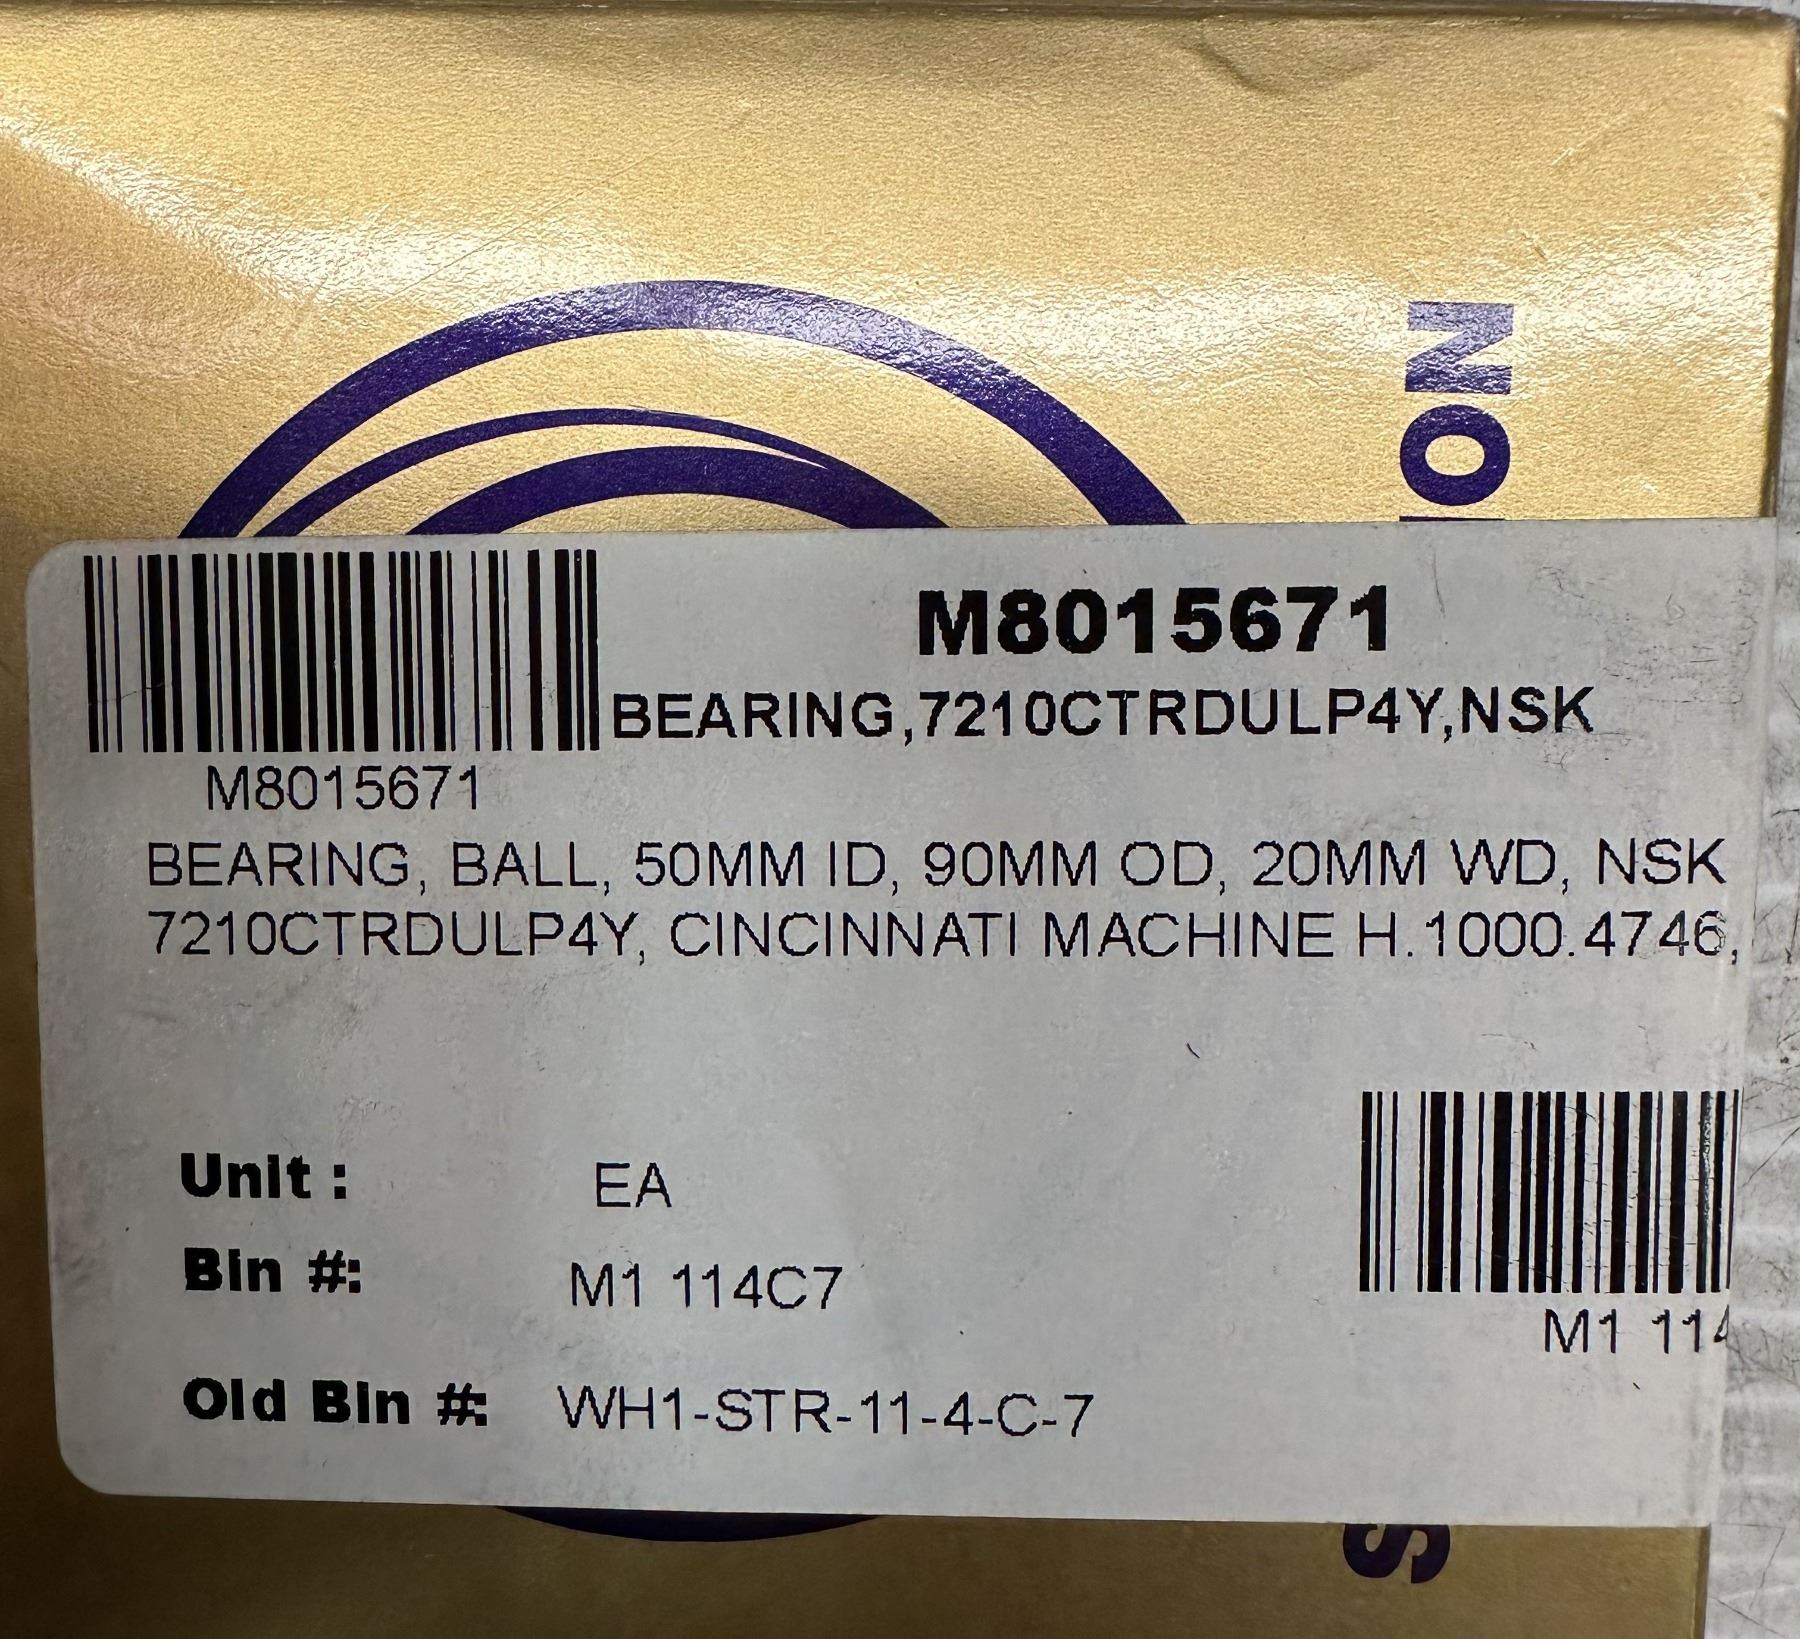 ON
M8015671
BEARING,7210CTRDULP4Y,NSK
M8015671
BEARING, BALL, 50MM ID, 90MM OD, 20MM WD, NSK
7210CTRDULP4Y, CINCINNATI MACHINE H.1000.4746,
Unit : EA
Bin #: M1 114C7
M1 114
Old Bin #: WH1-STR-11-4-C-7
S